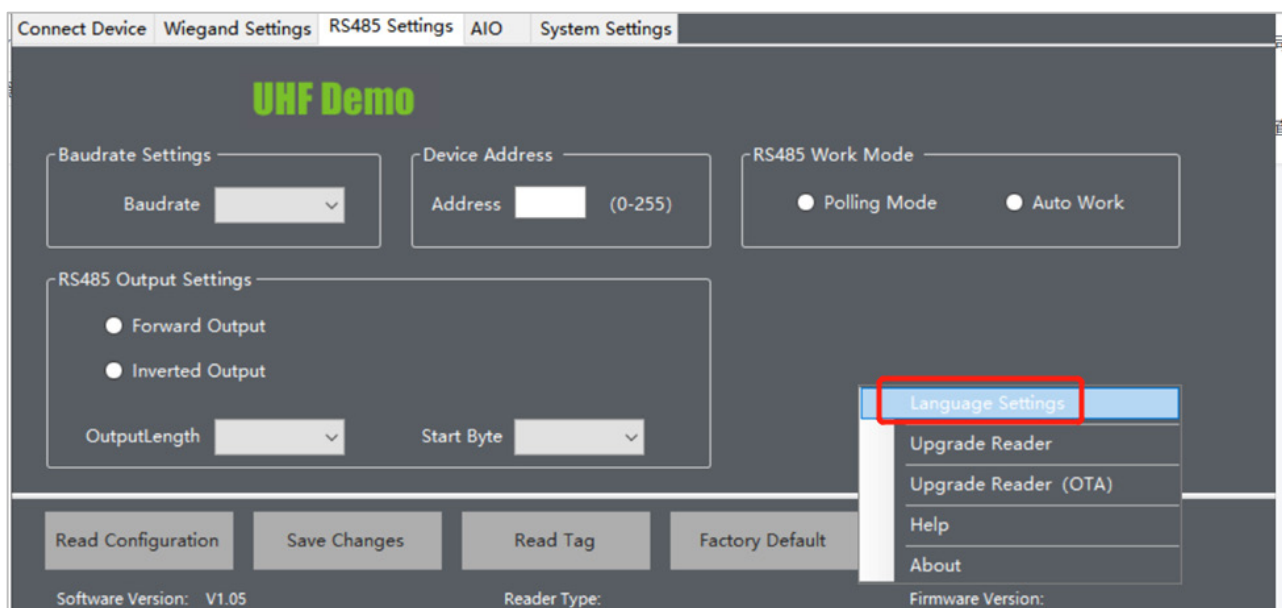 Connect Device Wiegand Settings RS485 Settings AIO System Settings
UHF Demo
Baudrate Settings Device Address RS485 Work Mode
Baudrate Address (0-255) Polling Mode Auto Work
RS485 Output Settings
Forward Output
Inverted Output
Language Settings
OutputLength Start Byte Upgrade Reader
Upgrade Reader (OTA)
Help
Read Configuration Save Changes Read Tag Factory Default
About
Software Version: V1.05 Reader Type: Firmware Version: